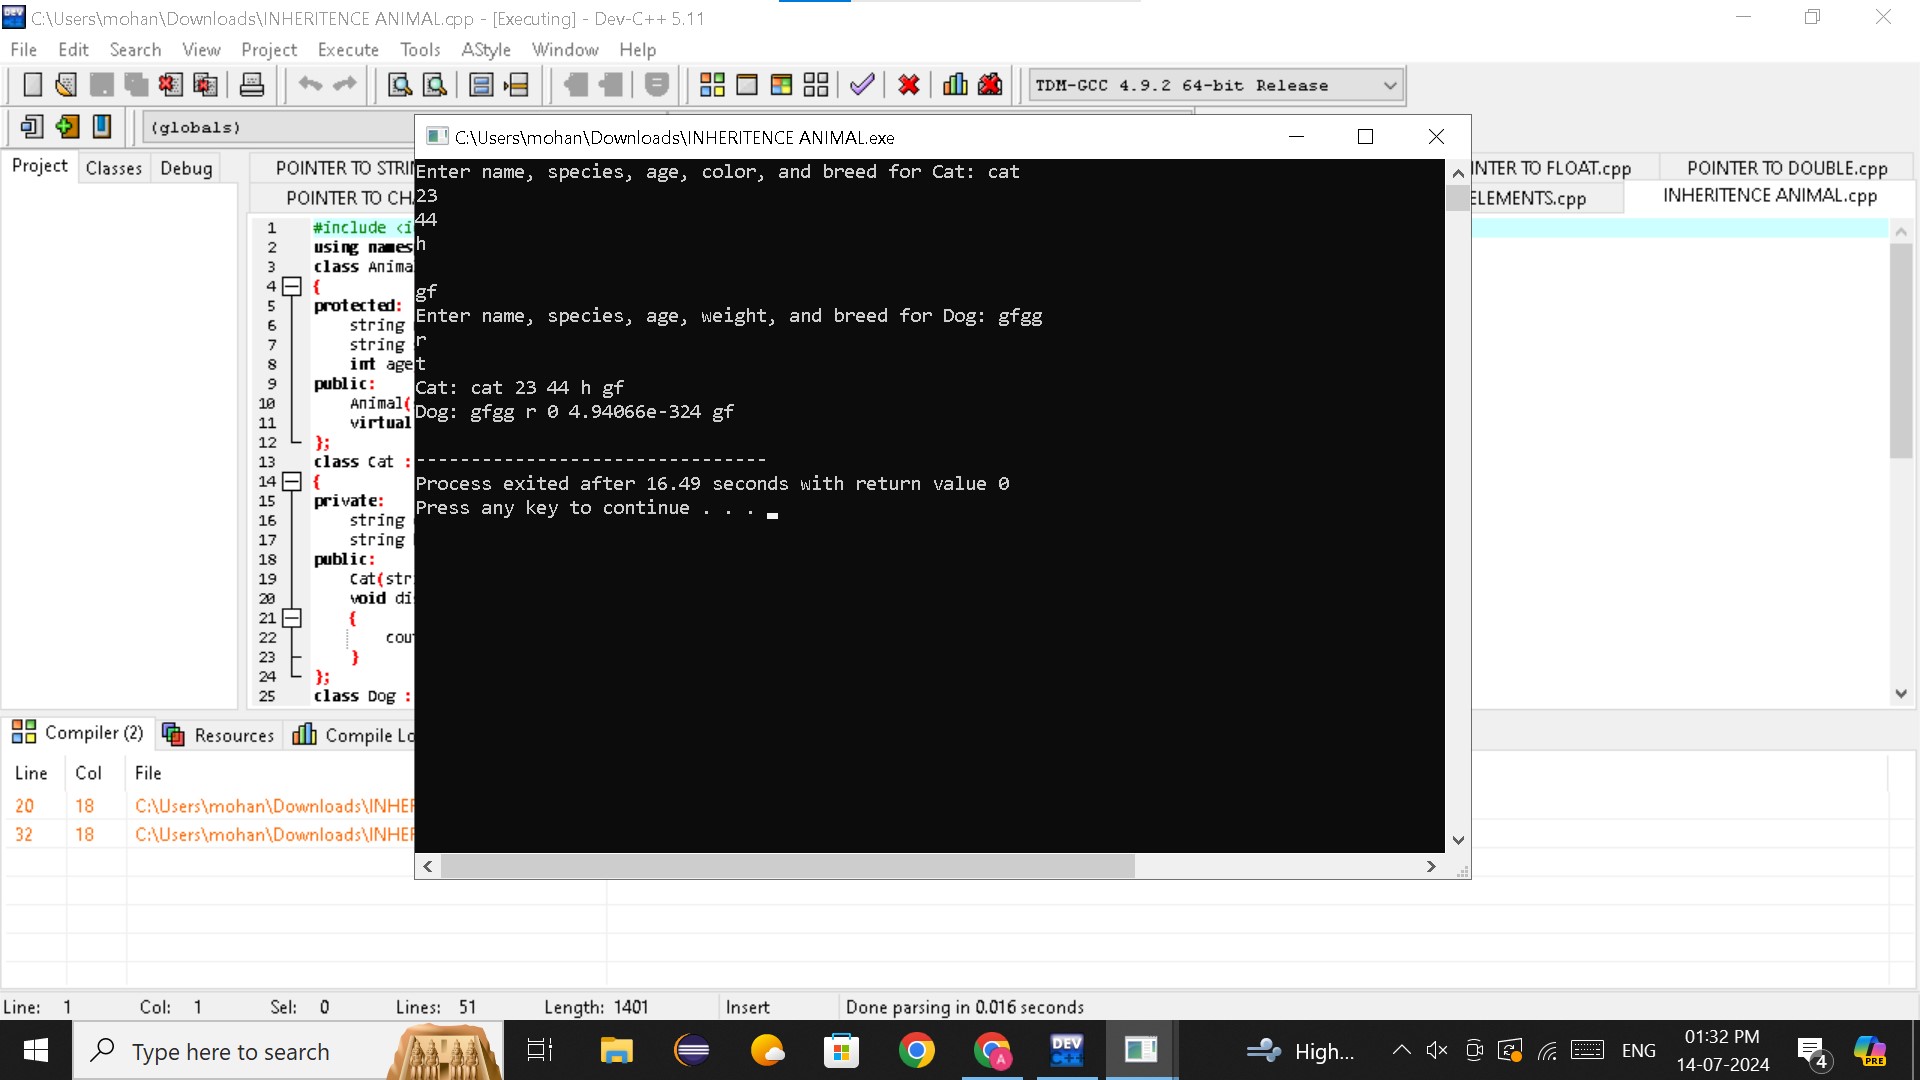 C:\Users\mohan\Downloads\INHERITENCE ANIMAL.cpp - [Executing] - Dev-C++ 5.11
File Edit Search View Project Execute Tools AStyle Window Help
TDM-GCC 4.9.2 64-bit Release
(globals)
C:\Users\mohan\Downloads\INHERITENCE ANIMAL.exe
Project Classes Debug
POINTER TO STRI
NTER TO FLOAT.cpp POINTER TO DOUBLE.cpp
POINTER TO CH
ELEMENTS.cpp INHERITENCE ANIMAL.cpp
1 #include <i
2 using names
3 class Anima
4 {
5 protected:
6 string
7 string
8 int age
9 public:
10 Animal(
11 virtual
12 };
13 class Cat :
14 {
15 private:
16 string
17 string
18 public:
19 Cat(str
20 void di
21 {
22 cou
23 }
24 };
25 class Dog :
Enter name, species, age, color, and breed for Cat: cat
23
44
h
gf
Enter name, species, age, weight, and breed for Dog: gfgg
r
t
Cat: cat 23 44 h gf
Dog: gfgg r 0 4.94066e-324 gf
--------------------------------
Process exited after 16.49 seconds with return value 0
Press any key to continue . . .
Compiler (2) Resources Compile Lo
Line Col File
20 18 C:\Users\mohan\Downloads\INHER
32 18 C:\Users\mohan\Downloads\INHER
Line: 1 Col: 1 Sel: 0 Lines: 51 Length: 1401 Insert Done parsing in 0.016 seconds
Type here to search
A
DEV
C++
High...
ENG
01:32 PM
14-07-2024
4
PRE